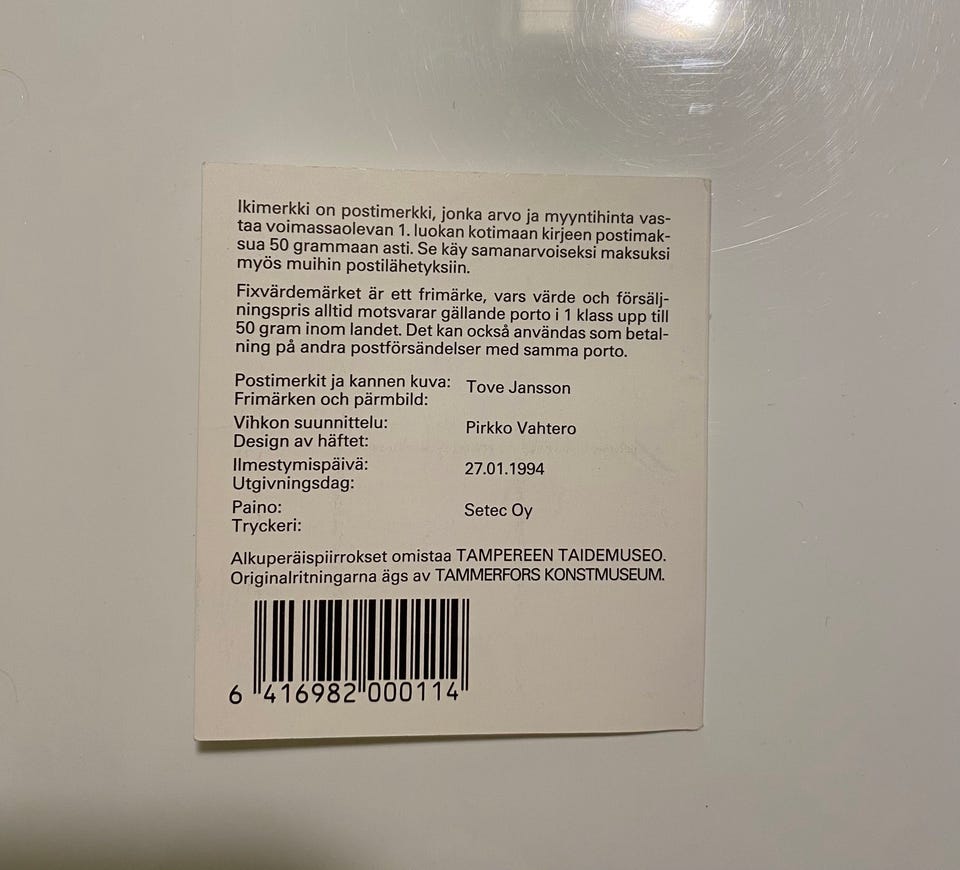 Ikimerkki on postimerkki, jonka arvo ja myyntihinta vas-
taa voimassaolevan 1. luokan kotimaan kirjeen postimak-
sua 50 grammaan asti. Se käy samanarvoiseksi maksuksi
myös muihin postilähetyksiin.
Fixvärdemärket är ett frimärke, vars värde och försälj-
ningspris alltid motsvarar gällande porto i 1 klass upp till
50 gram inom landet. Det kan också användas som betal-
ning på andra postförsändelser med samma porto.
Postimerkit ja kannen kuva: Tove Jansson
Frimärken och pärmbild:
Vihkon suunnittelu: Pirkko Vahtero
Design av häftet:
Ilmestymispäivä: 27.01.1994
Utgivningsdag:
Paino: Setec Oy
Tryckeri:
Alkuperäispiirrokset omistaa TAMPEREEN TAIDEMUSEO.
Originalritningarna ägs av TAMMERFORS KONSTMUSEUM.
6 416982 000114